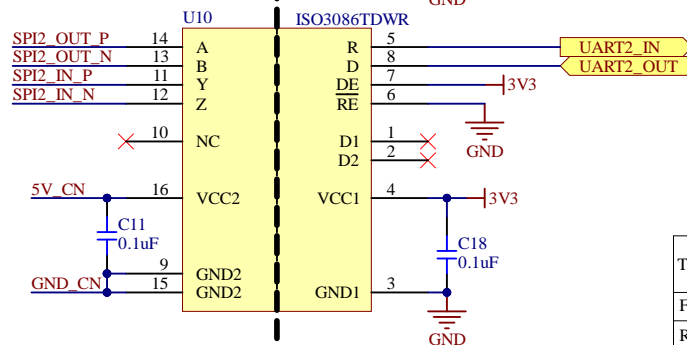 GND
U10
ISO3086TDWR
SPI2_OUT_P 14 A R 5 UART2_IN
SPI2_OUT_N 13 B D 8 UART2_OUT
SPI2_IN_P 11 Y DE 7 3V3
SPI2_IN_N 12 Z RE 6
GND
10 NC D1 1
D2 2
5V_CN 16 VCC2 VCC1 4 3V3
C11
0.1uF
C18
0.1uF
9 GND2
GND_CN 15 GND2 GND1 3
GND
T
F
R